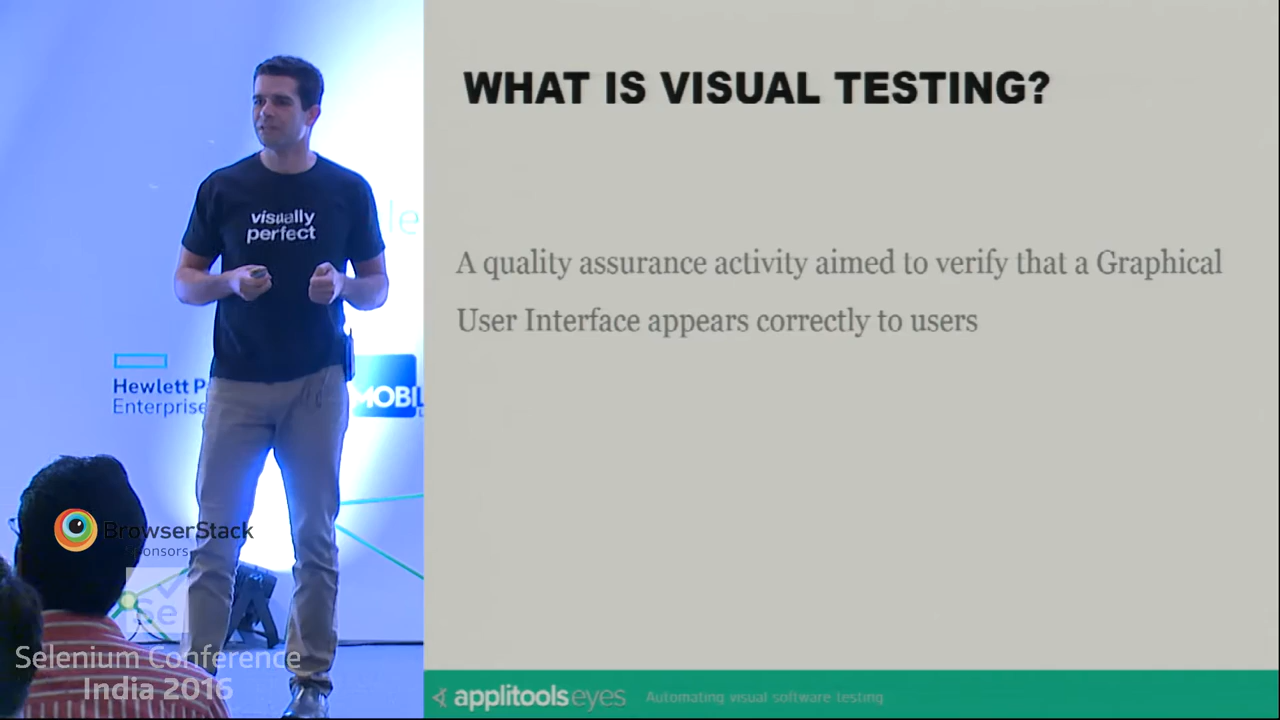 WHAT IS VISUAL TESTING?
A quality assurance activity aimed to verify that a Graphical
User Interface appears correctly to users
visually
perfect
Hewlett P
Enterprise
MOBIL
BrowserStack
Selenium Conference
India 2016
Se
applitools eyes Automating visual software testing